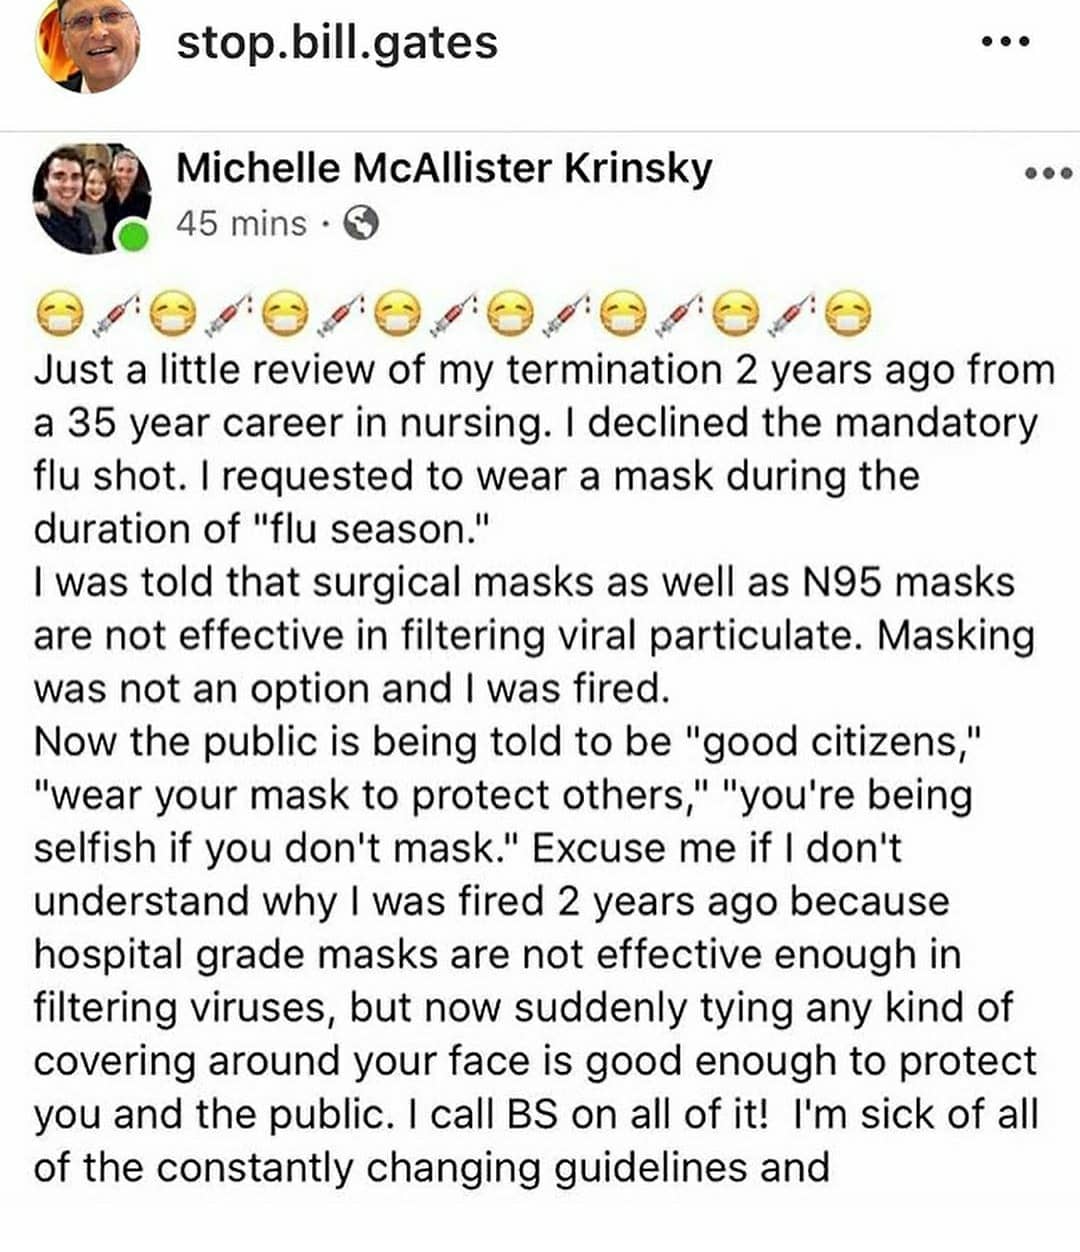 stop.bill.gates
Michelle McAllister Krinsky
45 mins ·
😷💉😷💉😷💉😷💉😷💉😷💉😷💉😷
Just a little review of my termination 2 years ago from
a 35 year career in nursing. I declined the mandatory
flu shot. I requested to wear a mask during the
duration of "flu season."
I was told that surgical masks as well as N95 masks
are not effective in filtering viral particulate. Masking
was not an option and I was fired.
Now the public is being told to be "good citizens,"
"wear your mask to protect others," "you're being
selfish if you don't mask." Excuse me if I don't
understand why I was fired 2 years ago because
hospital grade masks are not effective enough in
filtering viruses, but now suddenly tying any kind of
covering around your face is good enough to protect
you and the public. I call BS on all of it!  I'm sick of all
of the constantly changing guidelines and